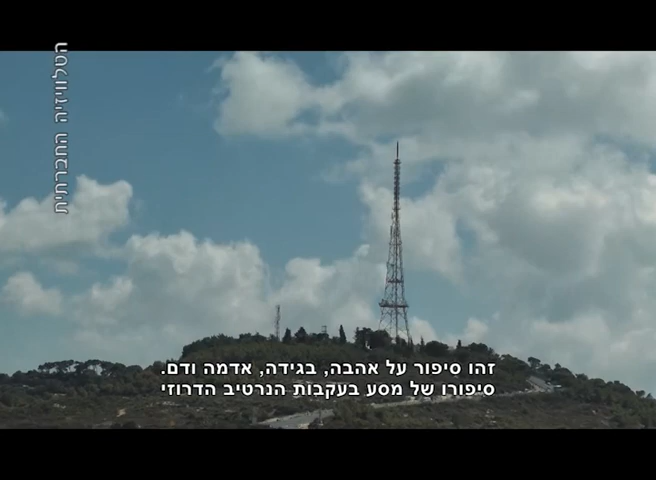 הטלוויזיה החברתית
זהו סיפור על אהבה, בגידה, אדמה ודם.
סיפורו של מסע בעקבות הנרטיב הדרוזי